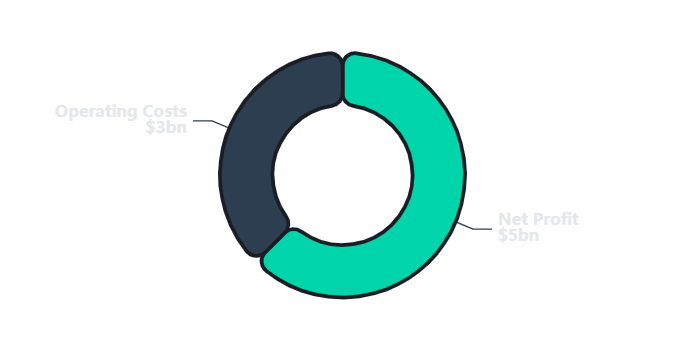 Operating Costs
$3bn
Net Profit
$5bn